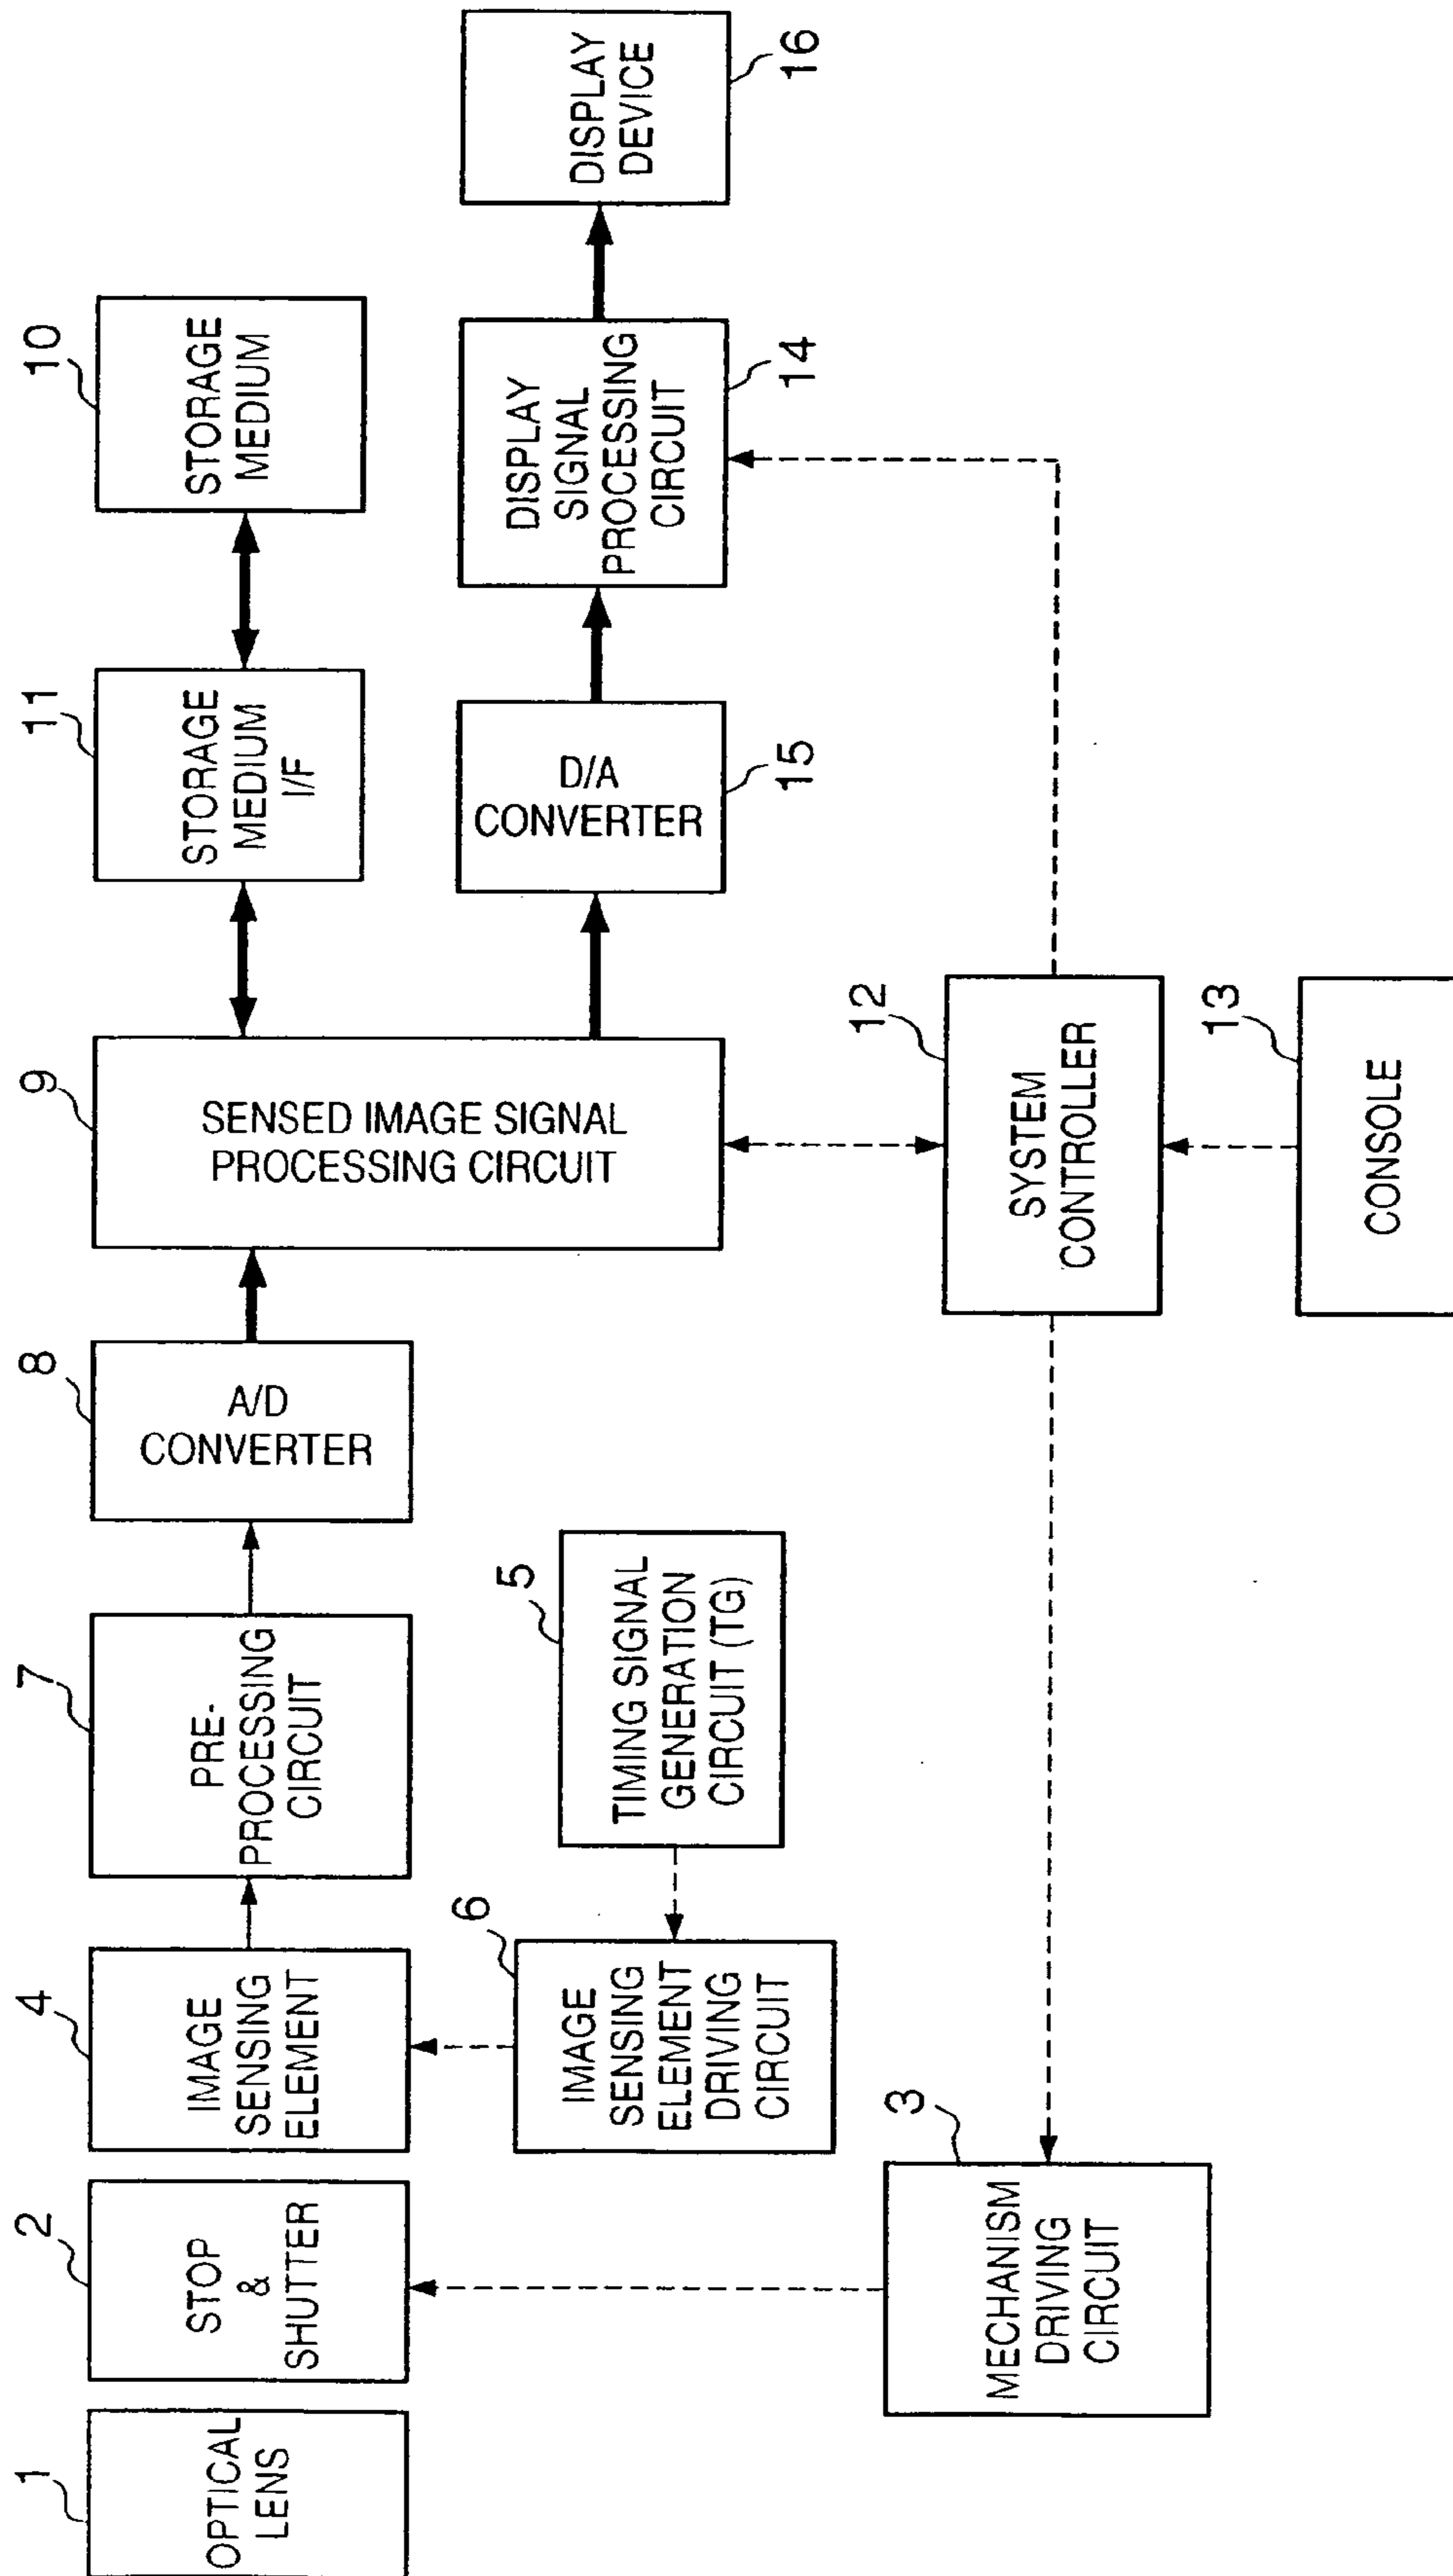 1
OPTICAL
LENS
2
STOP
&
SHUTTER
4
IMAGE
SENSING
ELEMENT
7
PRE-
PROCESSING
CIRCUIT
8
A/D
CONVERTER
9
SENSED IMAGE SIGNAL
PROCESSING CIRCUIT
11
STORAGE
MEDIUM
I/F
10
STORAGE
MEDIUM
6
IMAGE
SENSING
ELEMENT
DRIVING
CIRCUIT
5
TIMING SIGNAL
GENERATION
CIRCUIT (TG)
D/A
CONVERTER
15
DISPLAY
SIGNAL
PROCESSING
CIRCUIT
14
DISPLAY
DEVICE
16
3
MECHANISM
DRIVING
CIRCUIT
12
SYSTEM
CONTROLLER
13
CONSOLE